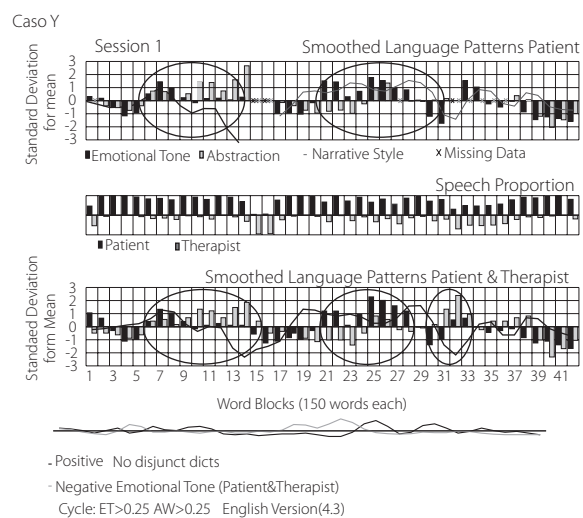 Caso Y
Session 1
Smoothed Language Patterns Patient
Standard Deviation
for mean
3
2
1
0
-1
-2
-3
Emotional Tone Abstraction - Narrative Style x Missing Data
Speech Proportion
Patient Therapist
Smoothed Language Patterns Patient & Therapist
Standaed Deviation
form Mean
3
2
1
0
-1
-2
-3
1 3 5 7 9 11 13 15 17 19 21 23 25 27 29 31 33 35 37 39 41
Word Blocks (150 words each)
- Positive No disjunct dicts
- Negative Emotional Tone (Patient&Therapist)
Cycle: ET>0.25 AW>0.25 English Version(4.3)